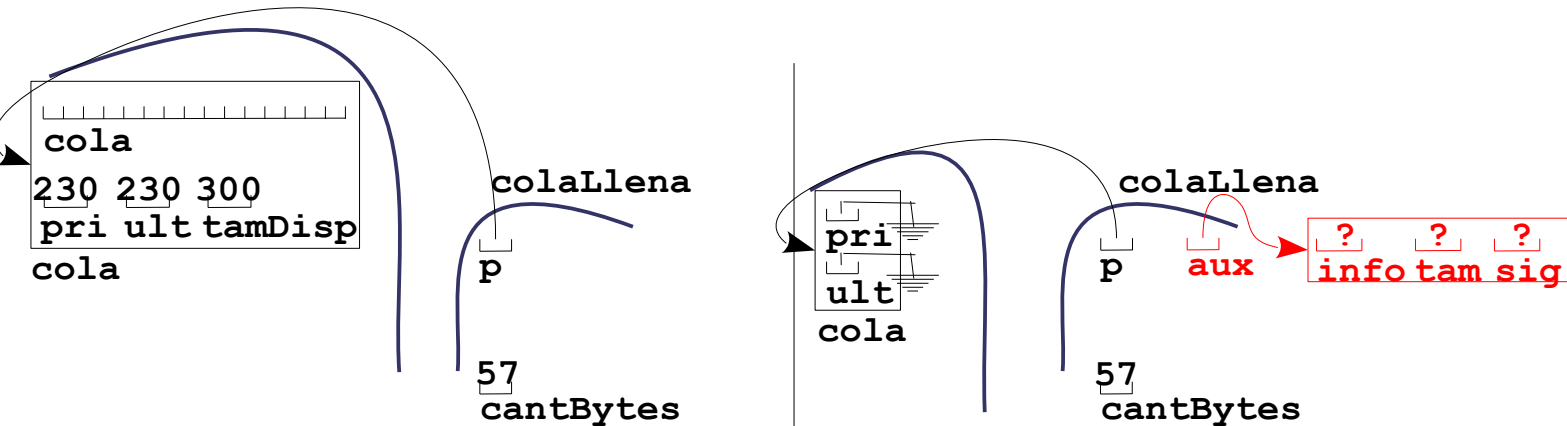 cola
230 230 300
pri ult tamDisp
cola
colaLlena
p
57
cantBytes
pri
ult
cola
colaLlena
p
aux
? ? ?
info tam sig
57
cantBytes